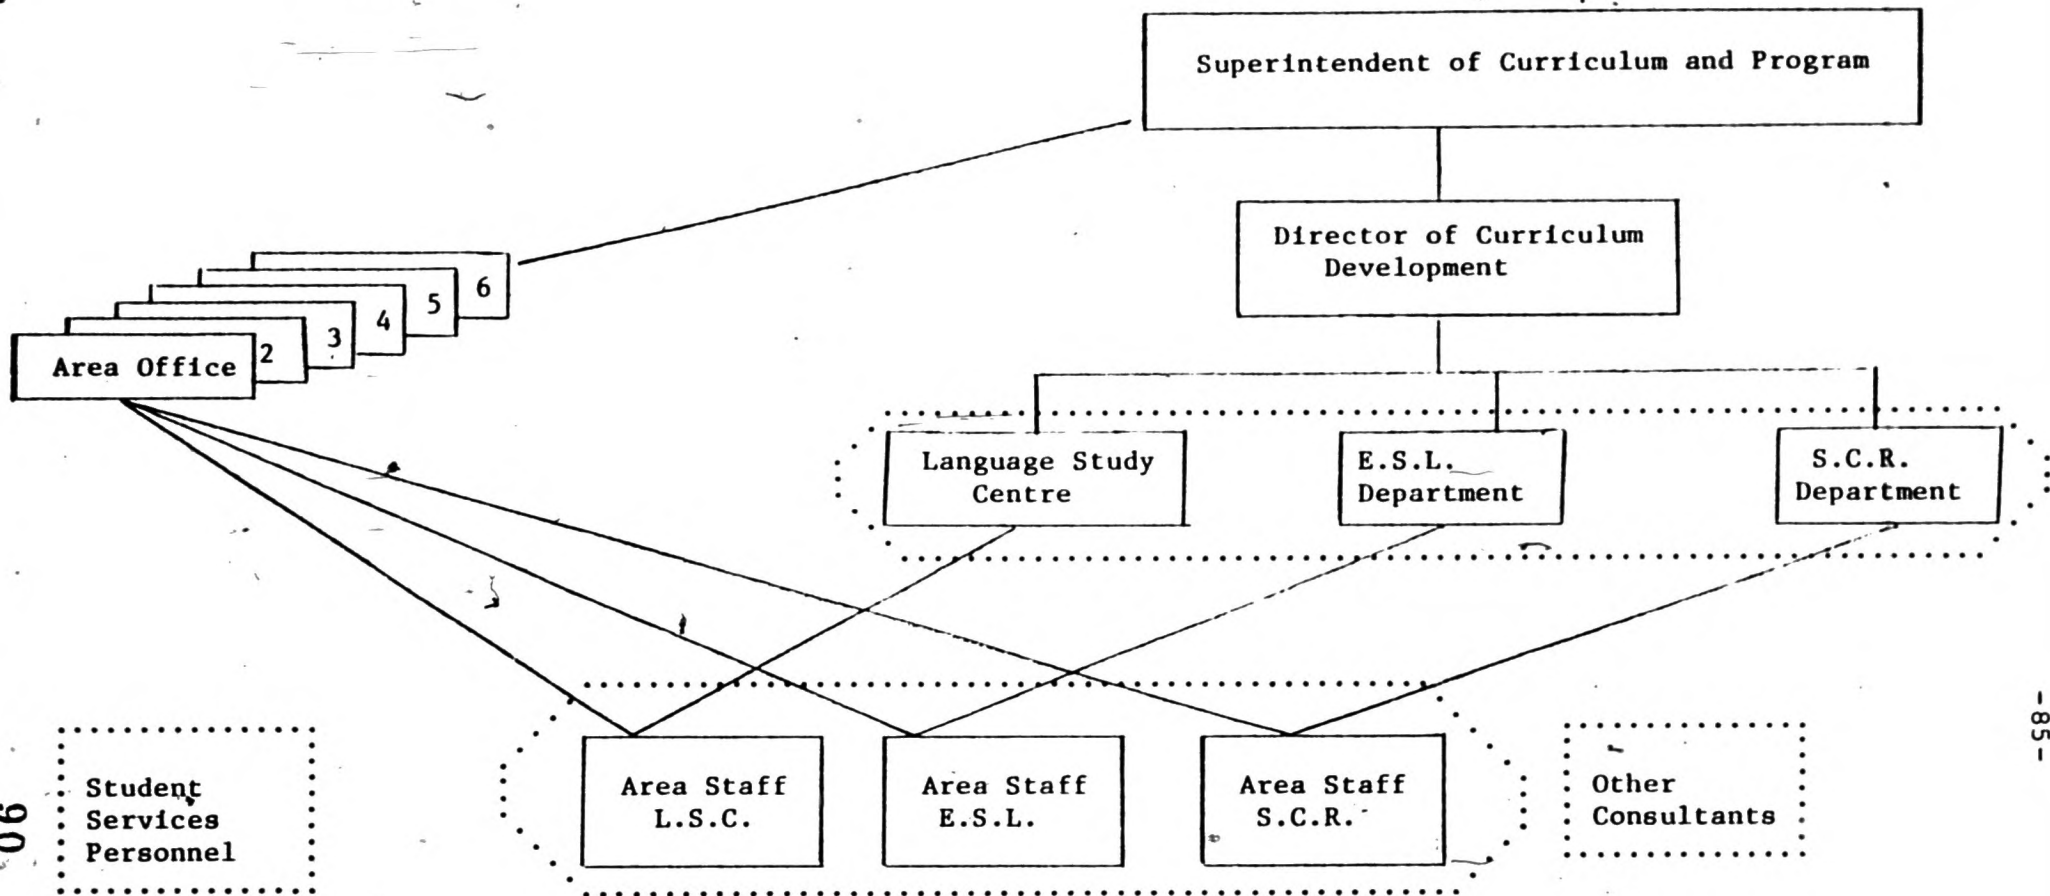 Superintendent of Curriculum and Program
Director of Curriculum
Development
6
5
4
3
2
Area Office
Language Study
Centre
E.S.L.
Department
S.C.R.
Department
Area Staff
L.S.C.
Area Staff
E.S.L.
Area Staff
S.C.R.
Student
Services
Personnel
Other
Consultants
-85-
90